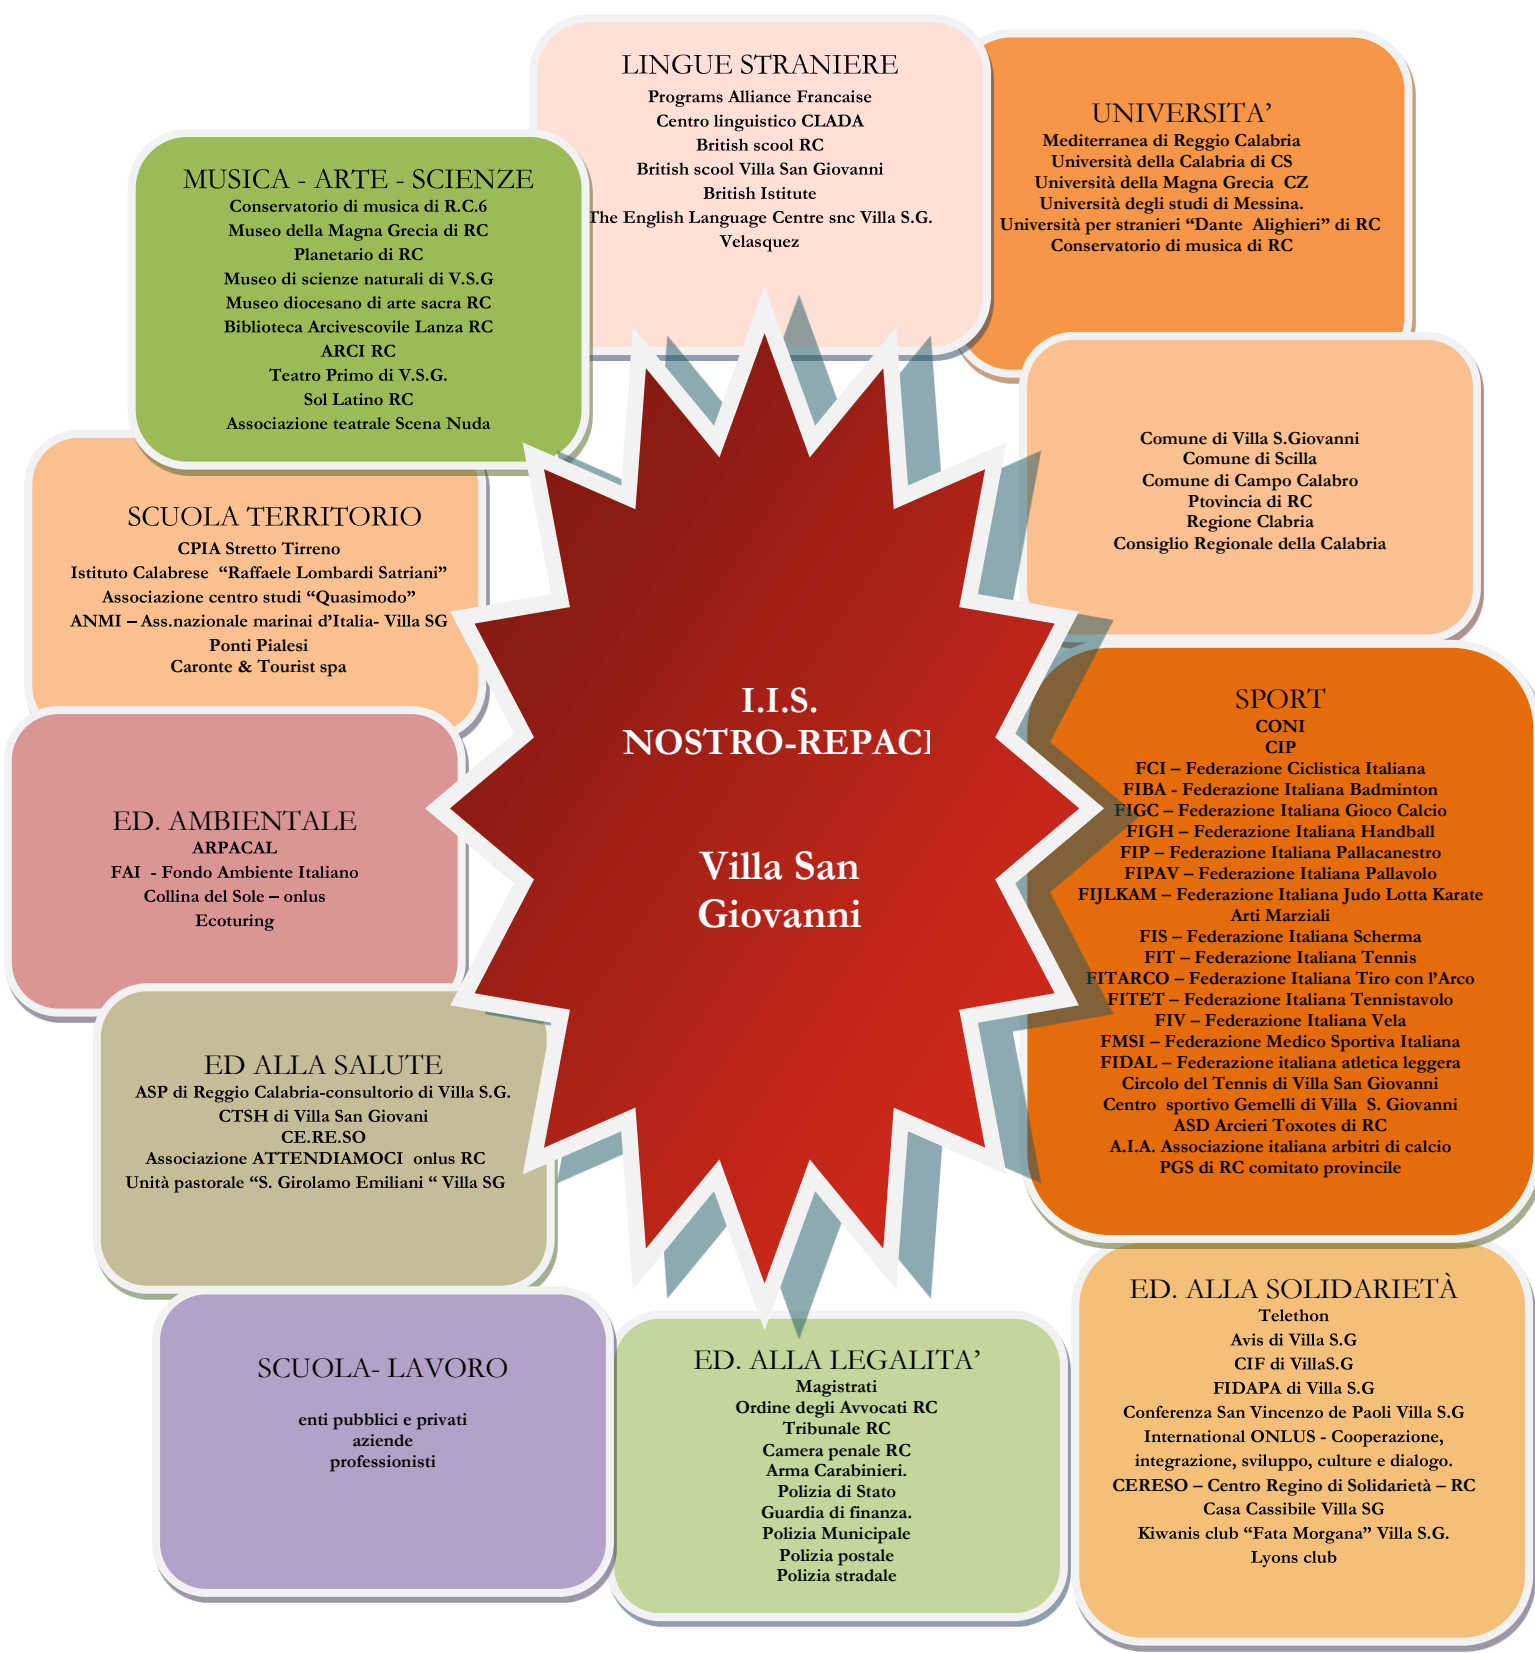 LINGUE STRANIERE
Programs Alliance Francaise
Centro linguistico CLADA
British scool RC
British scool Villa San Giovanni
British Istitute
The English Language Centre snc Villa S.G.
Velasquez
UNIVERSITA’
Mediterranea di Reggio Calabria
Università della Calabria di CS
Università della Magna Grecia CZ
Università degli studi di Messina.
Università per stranieri “Dante Alighieri” di RC
Conservatorio di musica di RC
MUSICA - ARTE - SCIENZE
Conservatorio di musica di R.C.6
Museo della Magna Grecia di RC
Planetario di RC
Museo di scienze naturali di V.S.G
Museo diocesano di arte sacra RC
Biblioteca Arcivescovile Lanza RC
ARCI RC
Teatro Primo di V.S.G.
Sol Latino RC
Associazione teatrale Scena Nuda
Comune di Villa S.Giovanni
Comune di Scilla
Comune di Campo Calabro
Ptovincia di RC
Regione Clabria
Consiglio Regionale della Calabria
SCUOLA TERRITORIO
CPIA Stretto Tirreno
Istituto Calabrese “Raffaele Lombardi Satriani”
Associazione centro studi “Quasimodo”
ANMI – Ass.nazionale marinai d’Italia- Villa SG
Ponti Pialesi
Caronte & Tourist spa
I.I.S.
NOSTRO-REPACI
Villa San
Giovanni
SPORT
CONI
CIP
FCI – Federazione Ciclistica Italiana
FIBA - Federazione Italiana Badminton
FIGC – Federazione Italiana Gioco Calcio
FIGH – Federazione Italiana Handball
FIP – Federazione Italiana Pallacanestro
FIPAV – Federazione Italiana Pallavolo
FIJLKAM – Federazione Italiana Judo Lotta Karate
Arti Marziali
FIS – Federazione Italiana Scherma
FIT – Federazione Italiana Tennis
FITARCO – Federazione Italiana Tiro con l’Arco
FITET – Federazione Italiana Tennistavolo
FIV – Federazione Italiana Vela
FMSI – Federazione Medico Sportiva Italiana
FIDAL – Federazione italiana atletica leggera
Circolo del Tennis di Villa San Giovanni
Centro sportivo Gemelli di Villa S. Giovanni
ASD Arcieri Toxotes di RC
A.I.A. Associazione italiana arbitri di calcio
PGS di RC comitato provincile
ED. AMBIENTALE
ARPACAL
FAI - Fondo Ambiente Italiano
Collina del Sole – onlus
Ecoturing
ED ALLA SALUTE
ASP di Reggio Calabria-consultorio di Villa S.G.
CTSH di Villa San Giovani
CE.RE.SO
Associazione ATTENDIAMOCI onlus RC
Unità pastorale “S. Girolamo Emiliani “ Villa SG
SCUOLA- LAVORO
enti pubblici e privati
aziende
professionisti
ED. ALLA LEGALITA’
Magistrati
Ordine degli Avvocati RC
Tribunale RC
Camera penale RC
Arma Carabinieri.
Polizia di Stato
Guardia di finanza.
Polizia Municipale
Polizia postale
Polizia stradale
ED. ALLA SOLIDARIETÀ
Telethon
Avis di Villa S.G
CIF di VillaS.G
FIDAPA di Villa S.G
Conferenza San Vincenzo de Paoli Villa S.G
International ONLUS - Cooperazione,
integrazione, sviluppo, culture e dialogo.
CERESO – Centro Regino di Solidarietà – RC
Casa Cassibile Villa SG
Kiwanis club “Fata Morgana” Villa S.G.
Lyons club